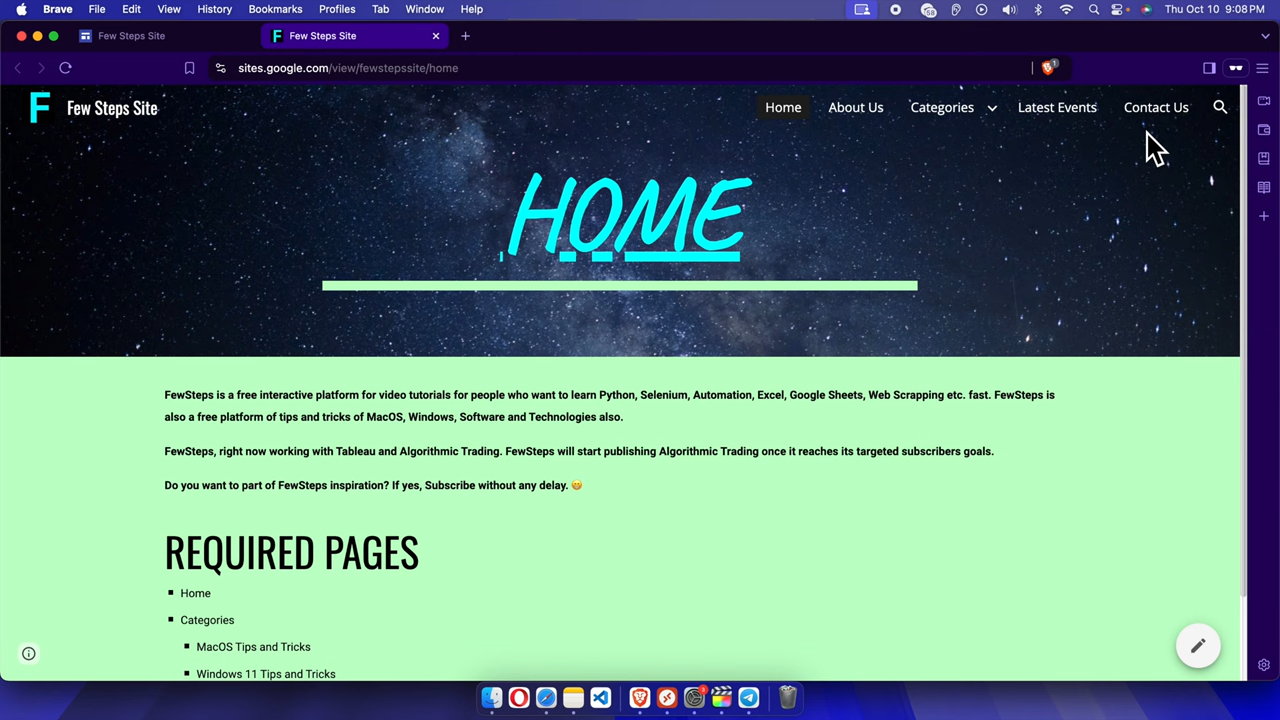 Brave File Edit View History Bookmarks Profiles Tab Window Help 58 Thu Oct 10 9:08 PM
Few Steps Site F Few Steps Site
sites.google.com/view/fewstepssite/home 1
F Few Steps Site Home About Us Categories Latest Events Contact Us
HOME
FewSteps is a free interactive platform for video tutorials for people who want to learn Python, Selenium, Automation, Excel, Google Sheets, Web Scrapping etc. fast. FewSteps is
also a free platform of tips and tricks of MacOS, Windows, Software and Technologies also.
FewSteps, right now working with Tableau and Algorithmic Trading. FewSteps will start publishing Algorithmic Trading once it reaches its targeted subscribers goals.
Do you want to part of FewSteps inspiration? If yes, Subscribe without any delay. 😁
REQUIRED PAGES
Home
Categories
MacOS Tips and Tricks
Windows 11 Tips and Tricks